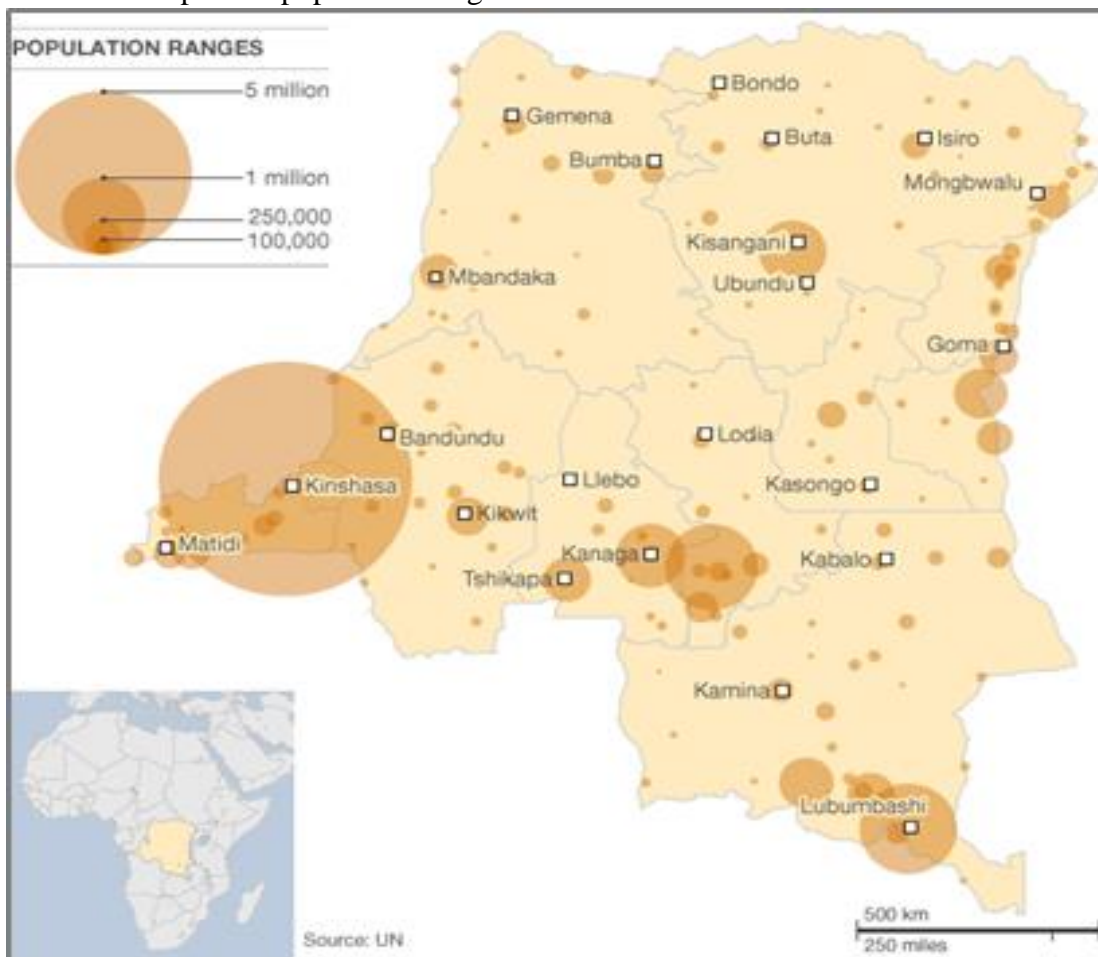 POPULATION RANGES
5 million
1 million
250,000
100,000
Bondo
Gemena
Buta
Isiro
Bumba
Mongbwalu
Kisangani
Mbandaka
Ubundu
Goma
Bandundu
Lodia
Kinshasa
Llebo
Kasongo
Kikwit
Matidi
Kanaga
Kabalo
Tshikapa
Kamina
Lubumbashi
500 km
250 miles
Source: UN